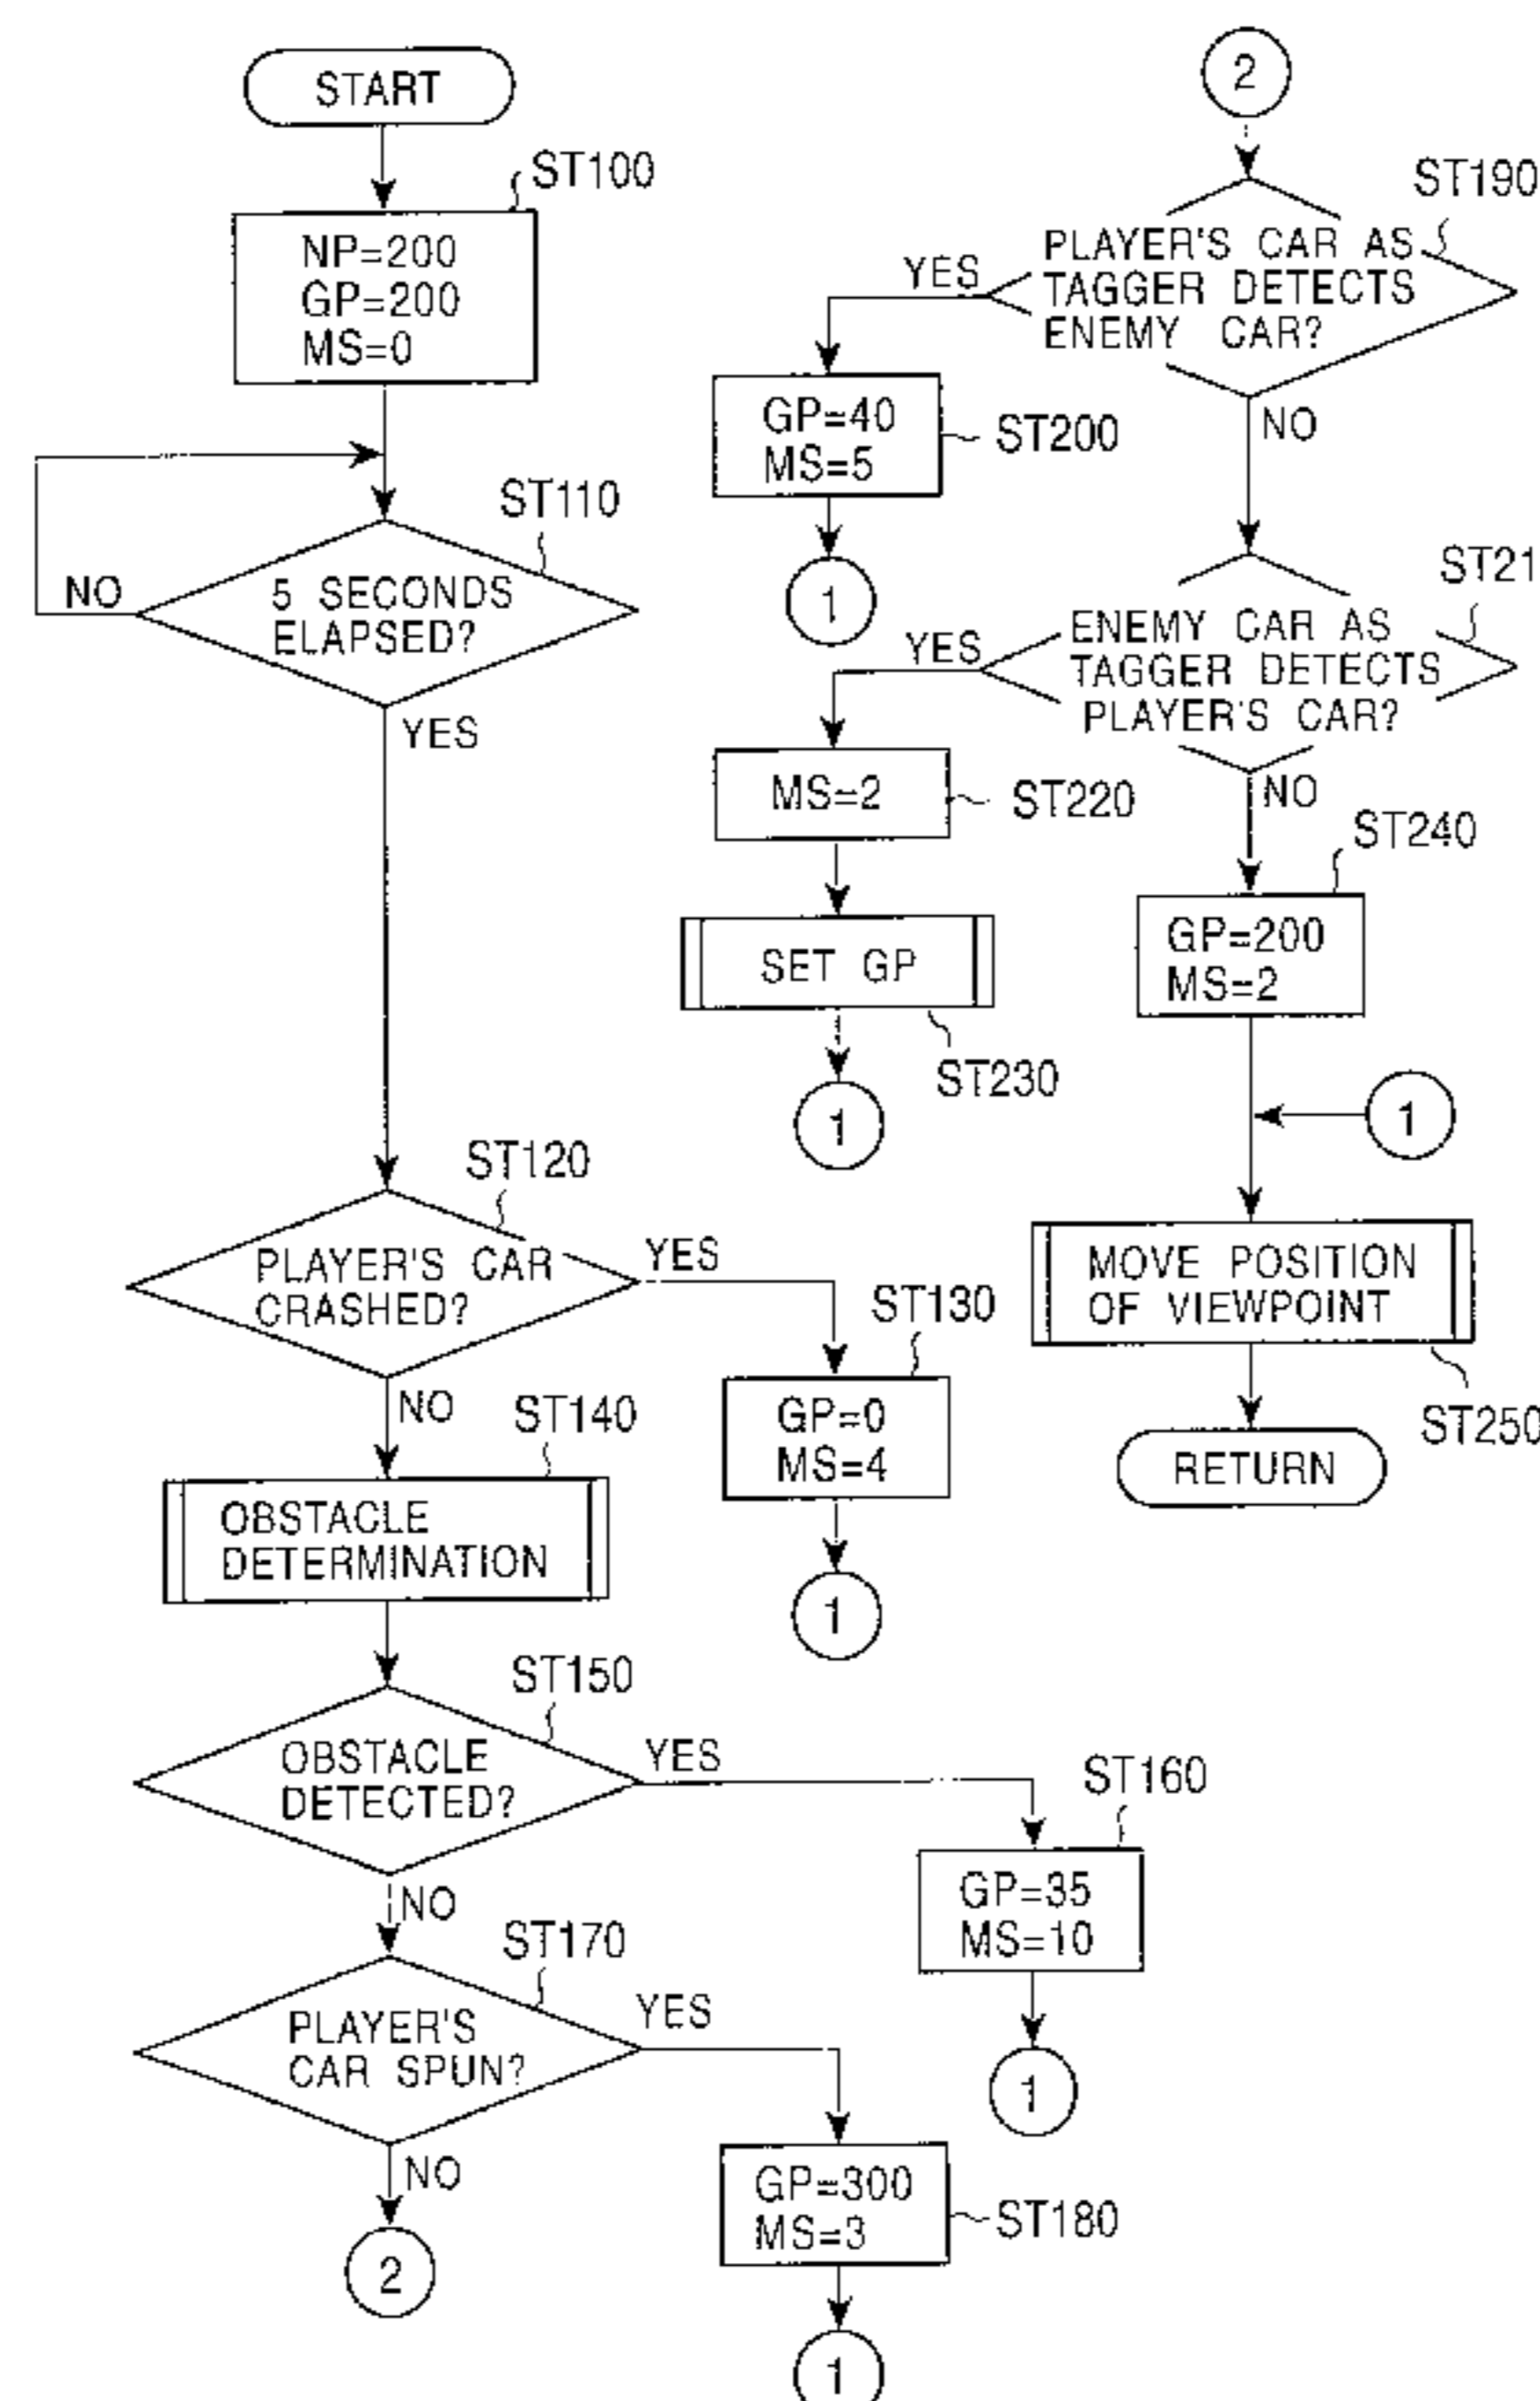 START
ST100
NP=200
GP=200
MS=0
ST110
NO
5 SECONDS
ELAPSED?
YES
ST120
PLAYER'S CAR
CRASHED?
YES
ST130
GP=0
MS=4
1
NO
ST140
OBSTACLE
DETERMINATION
ST150
OBSTACLE
DETECTED?
YES
ST160
GP=35
MS=10
1
NO
ST170
PLAYER'S
CAR SPUN?
YES
GP=300
MS=3
ST180
1
NO
2
2
ST190
PLAYER'S CAR AS
TAGGER DETECTS
ENEMY CAR?
YES
GP=40
MS=5
ST200
1
NO
ST21
ENEMY CAR AS
TAGGER DETECTS
PLAYER'S CAR?
YES
MS=2
ST220
SET GP
ST230
1
NO
ST240
GP=200
MS=2
1
MOVE POSITION
OF VIEWPOINT
ST250
RETURN